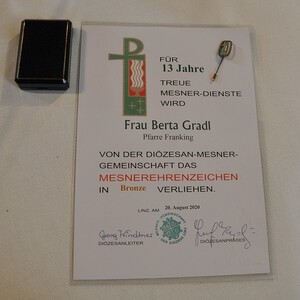 FÜR
13 Jahre
TREUE
MESNER-DIENSTE
WIRD
Frau Berta Gradl
Pfarre Franking
VON DER DIÖZESAN-MESNER-
GEMEINSCHAFT DAS
MESNEREHRENZEICHEN
IN Bronze VERLIEHEN.
LINZ, AM 20. August 2020
DIÖZESANLEITER
DIÖZESANPRÄSES